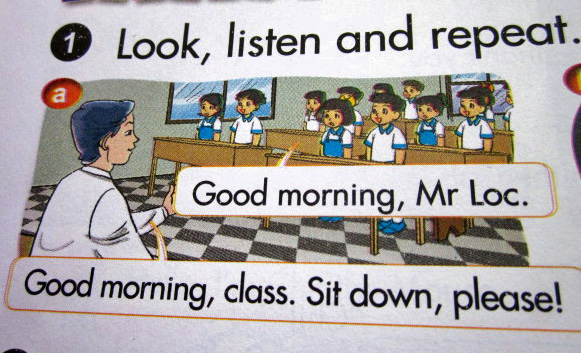 1 Look, listen and repeat.
a
Good morning, Mr Loc.
Good morning, class. Sit down, please!